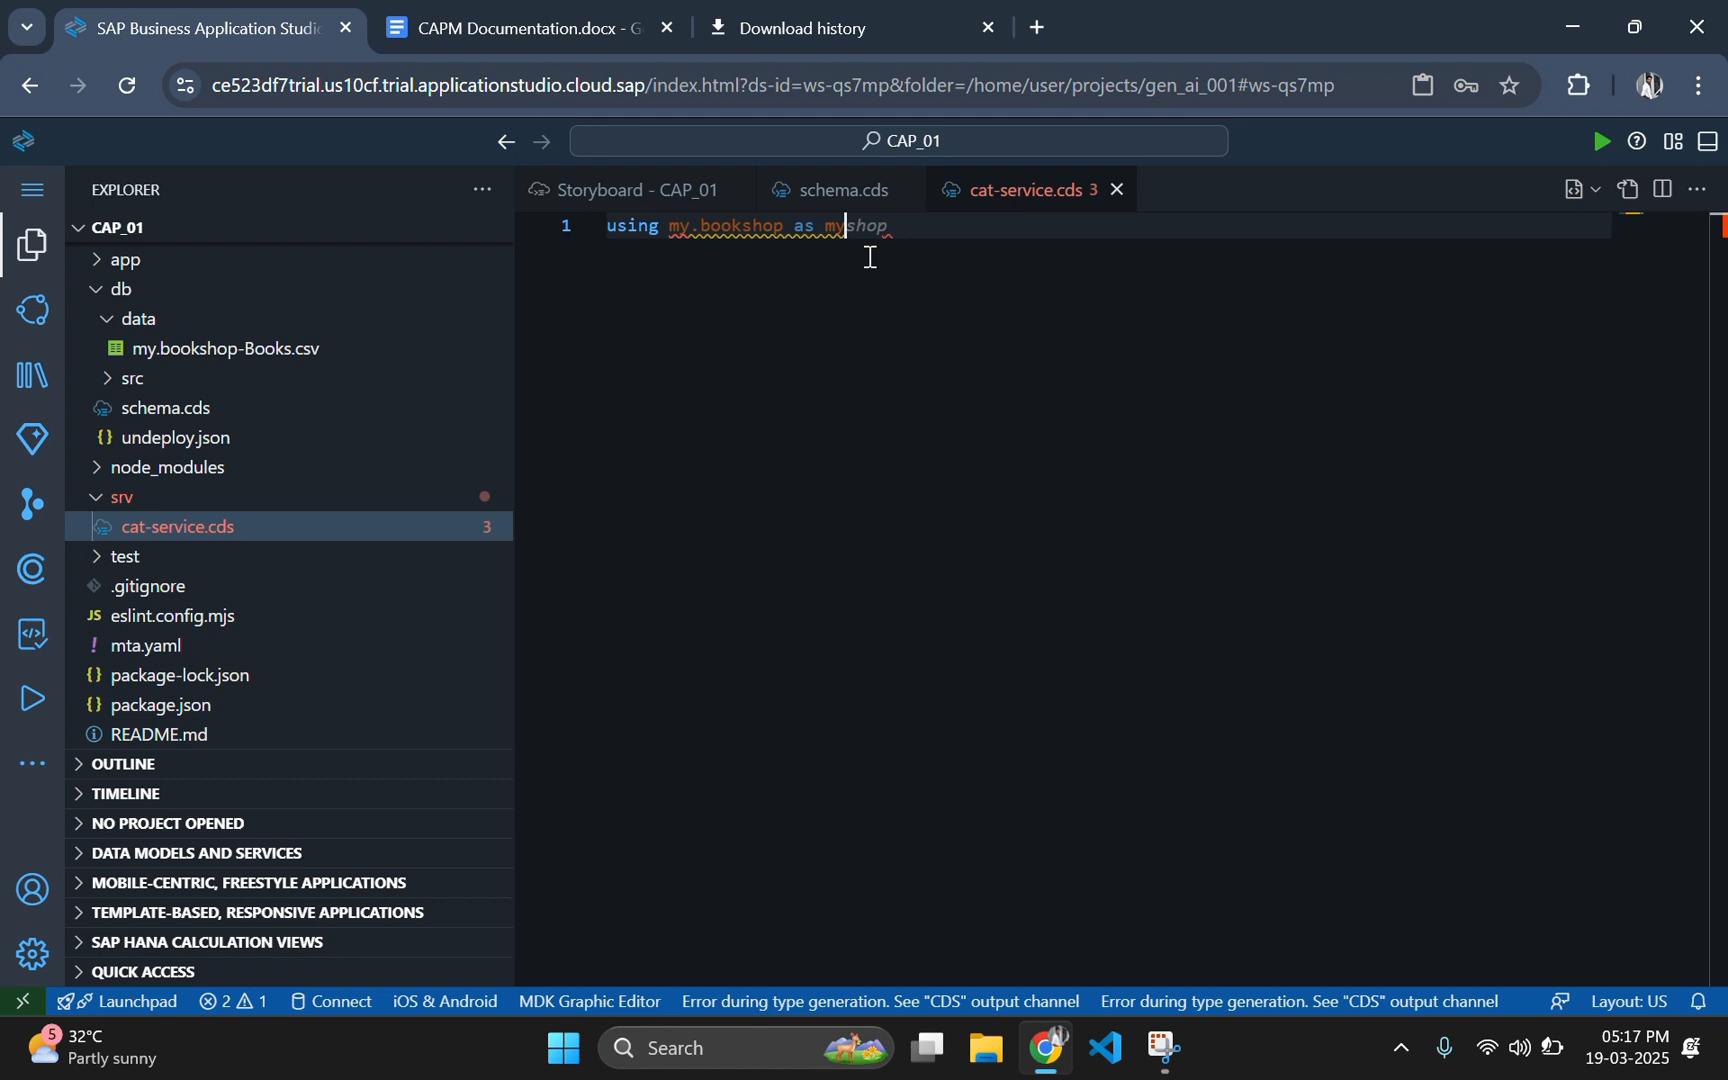 SAP Business Application Studi
CAPM Documentation.docx - G
Download history
ce523df7trial.us10cf.trial.applicationstudio.cloud.sap/index.html?ds-id=ws-qs7mp&folder=/home/user/projects/gen_ai_001#ws-qs7mp
CAP_01
EXPLORER
Storyboard - CAP_01
schema.cds
cat-service.cds 3
CAP_01
1 using my.bookshop as myshop
app
db
data
my.bookshop-Books.csv
src
schema.cds
{} undeploy.json
node_modules
srv
cat-service.cds 3
test
.gitignore
JS eslint.config.mjs
! mta.yaml
{} package-lock.json
{} package.json
README.md
OUTLINE
TIMELINE
NO PROJECT OPENED
DATA MODELS AND SERVICES
MOBILE-CENTRIC, FREESTYLE APPLICATIONS
TEMPLATE-BASED, RESPONSIVE APPLICATIONS
SAP HANA CALCULATION VIEWS
QUICK ACCESS
Launchpad 2 1 Connect iOS & Android MDK Graphic Editor Error during type generation. See "CDS" output channel Error during type generation. See "CDS" output channel Layout: US
5 32°C
Partly sunny
Search
05:17 PM
19-03-2025